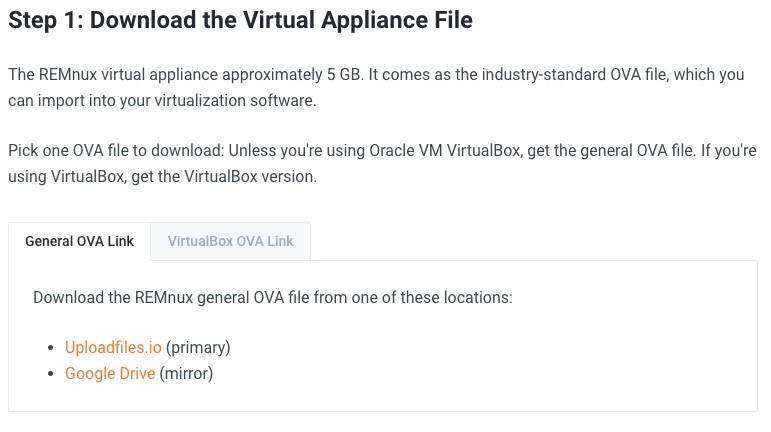 Step 1: Download the Virtual Appliance File
The REMnux virtual appliance approximately 5 GB. It comes as the industry-standard OVA file, which you
can import into your virtualization software.
Pick one OVA file to download: Unless you're using Oracle VM VirtualBox, get the general OVA file. If you're
using VirtualBox, get the VirtualBox version.
General OVA Link VirtualBox OVA Link
Download the REMnux general OVA file from one of these locations:
• Uploadfiles.io (primary)
• Google Drive (mirror)